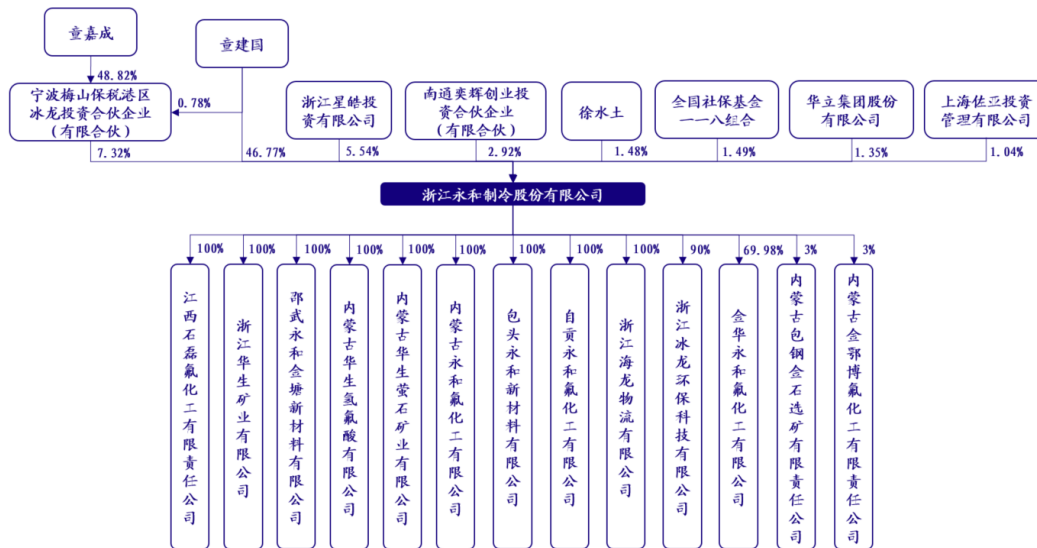 童嘉成
童建国
48.82%
宁波梅山保税港区
冰龙投资合伙企业
(有限合伙)
0.78%
浙江星皓投
资有限公司
南通奕辉创业投
资合伙企业
(有限合伙)
徐水土
全国社保基金
一一八组合
华立集团股份
有限公司
上海佐亚投资
管理有限公司
7.32%
46.77%
5.54%
2.92%
1.48%
1.49%
1.35%
1.04%
浙江永和制冷股份有限公司
100%
100%
100%
100%
100%
100%
100%
100%
100%
90%
69.98%
3%
3%
江西石磊氟化工有限责任公司
浙江华生矿业有限公司
邵武永和金塘新材料有限公司
内蒙古华生氢氟酸有限公司
内蒙古华生萤石矿业有限公司
内蒙古永和氟化工有限公司
包头永和新材料有限公司
自贡永和氟化工有限公司
浙江海龙物流有限公司
浙江冰龙环保科技有限公司
金华永和氟化工有限公司
内蒙古包钢金石选矿有限责任公司
内蒙古金鄂博氟化工有限责任公司